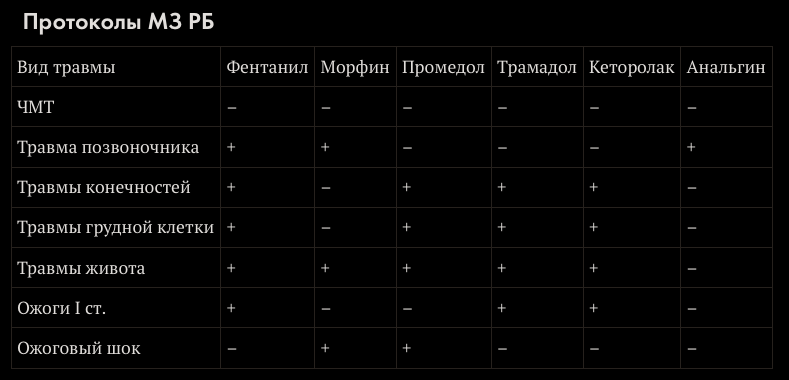 Протоколы МЗ РБ
Вид травмы Фентанил Морфин Промедол Трамадол Кеторолак Анальгин
ЧМТ – – – – – –
Травма позвоночника + + – – – +
Травмы конечностей + – + + + –
Травмы грудной клетки + – + + + –
Травмы живота + + + + + –
Ожоги I ст. + – – + + –
Ожоговый шок – + + – – –